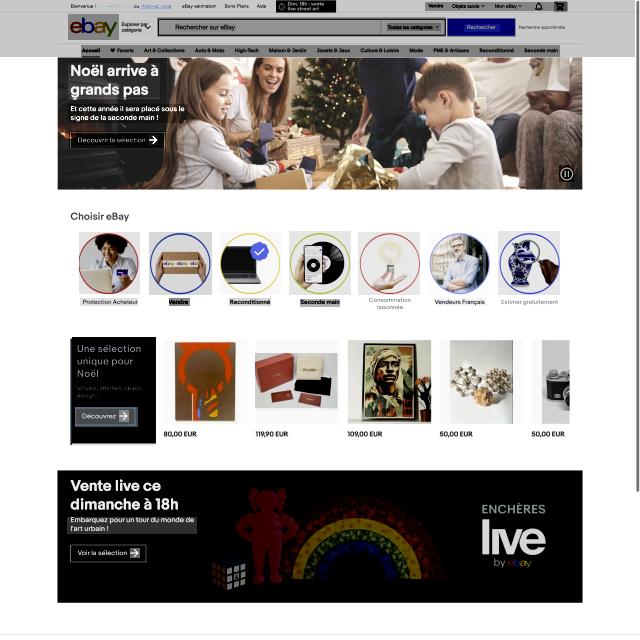 Bienvenue !
ou
eBay estimation
Bons Plans
Aide
Dim. 18h : vente
live street art
Vendre
Objets suivis
Mon eBay
ebay
Explorer par
catégorie
Rechercher sur eBay
Toutes les catégories
Rechercher
Recherche approfondie
Accueil
Favoris
Art & Collections
Auto & Moto
High-Tech
Maison & Jardin
Jouets & Jeux
Culture & Loisirs
Mode
PME & Artisans
Reconditionné
Seconde main
Noël arrive à
grands pas
Et cette année il sera placé sous le
signe de la seconde main !
Découvrir la sélection
Choisir eBay
Protection Acheteur
Vendre
Reconditionné
Seconde main
Consommation
raisonnée
Vendeurs Français
Estimer gratuitement
Une sélection
unique pour
Noël
Vinyles, affiches, objets
design...
Découvrez
80,00 EUR
119,90 EUR
109,00 EUR
50,00 EUR
50,00 EUR
Vente live ce
dimanche à 18h
Embarquez pour un tour du monde de
l'art urbain !
Voir la sélection
ENCHÈRES
live
by ebay